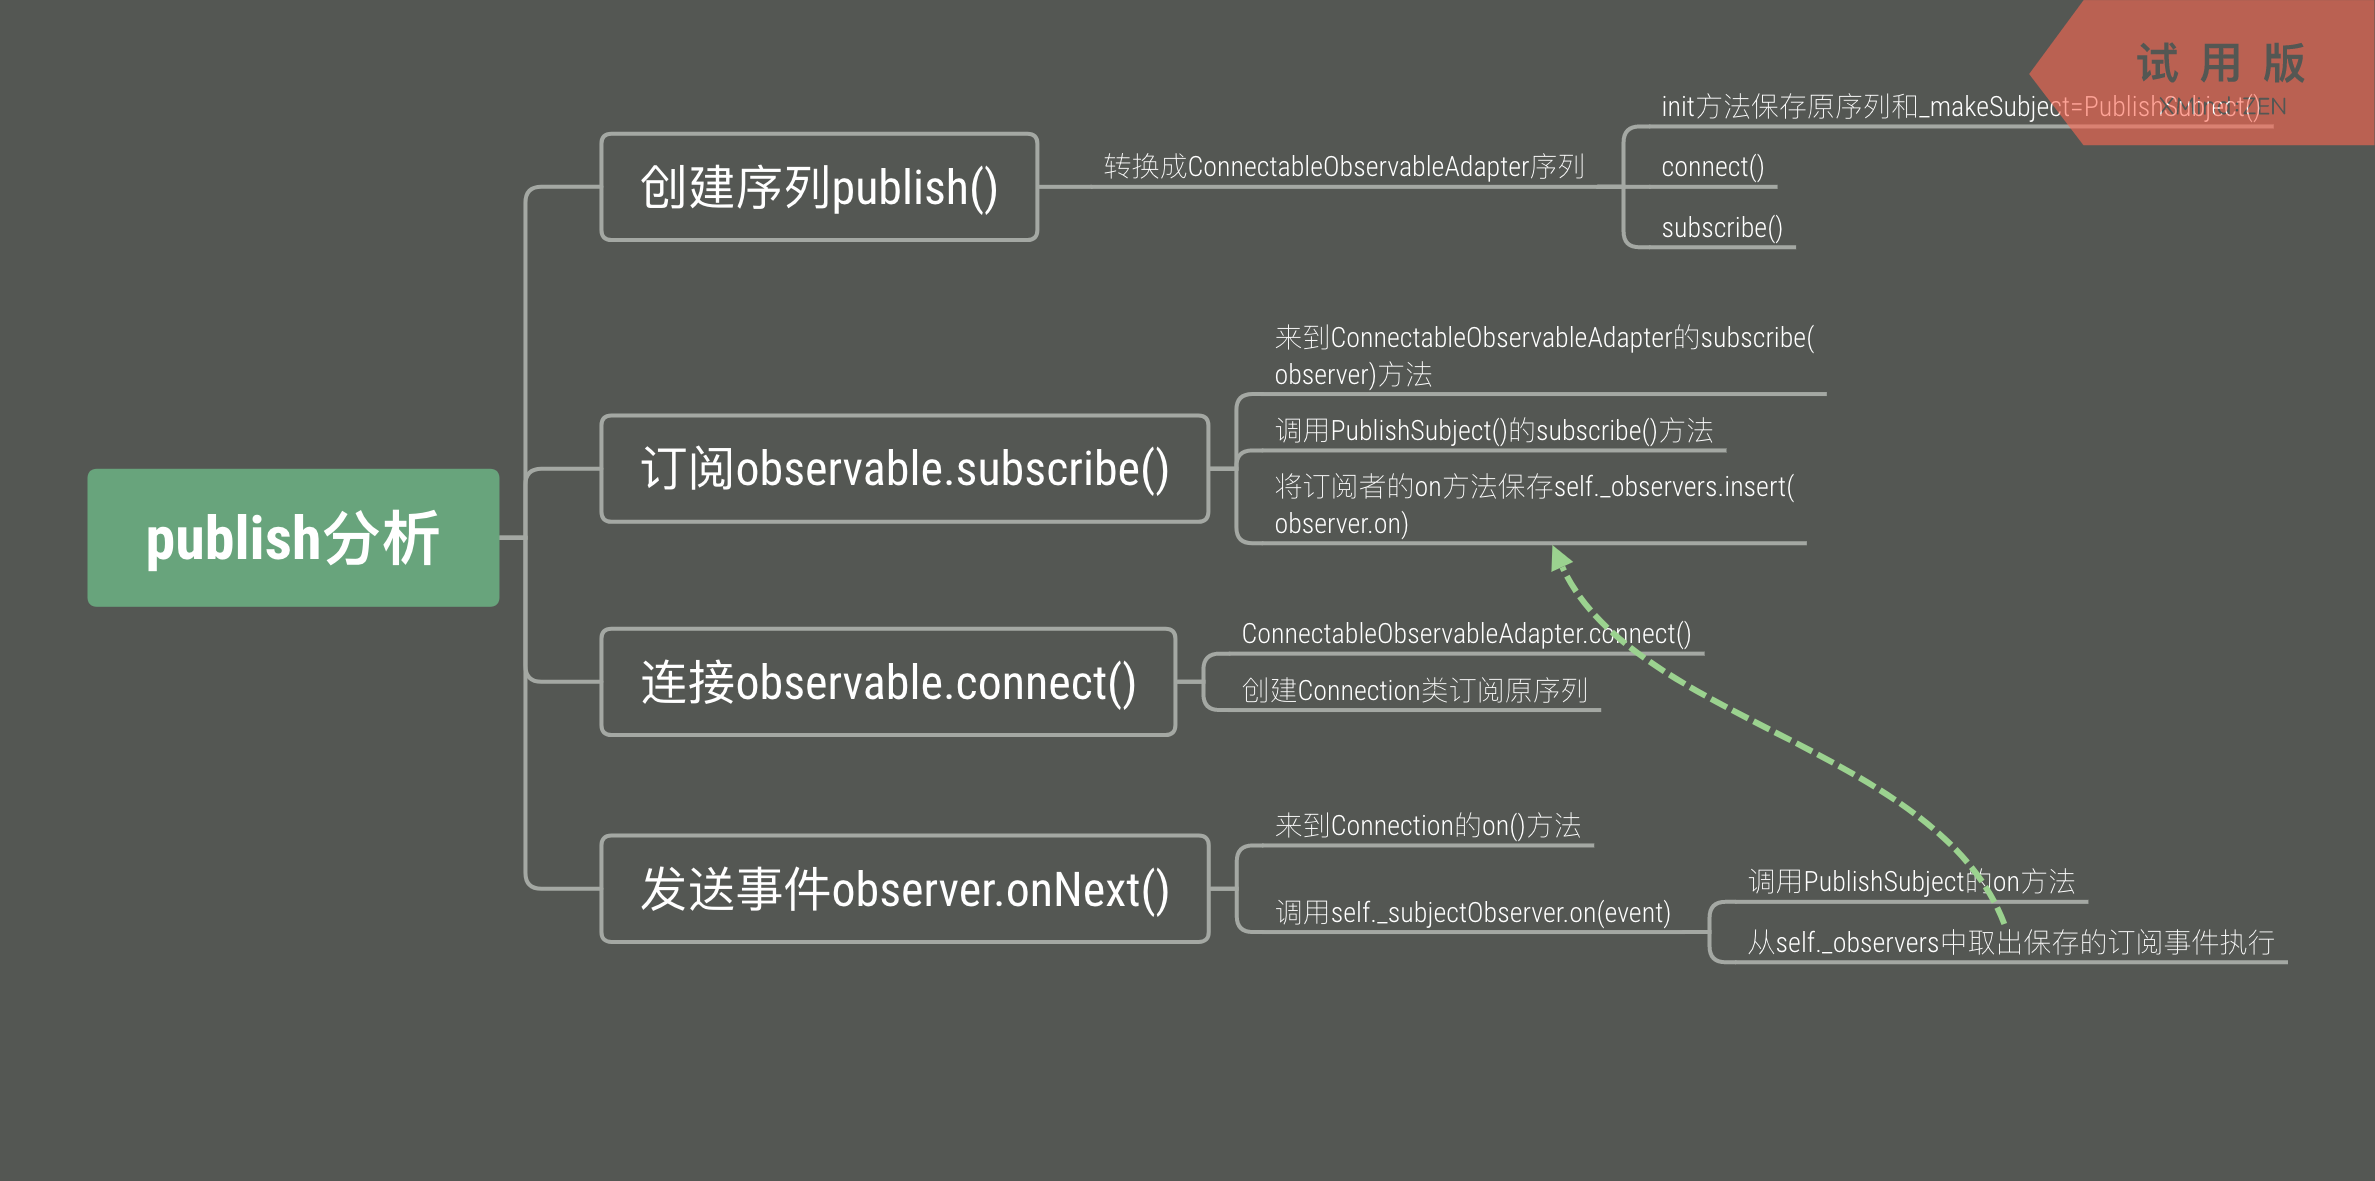 试用版
init方法保存原序列和_makeSubject=PublishSubject()
创建序列publish()
转换成ConnectableObservableAdapter序列
connect()
subscribe()
来到ConnectableObservableAdapter的subscribe(
observer)方法
订阅observable.subscribe()
调用PublishSubject()的subscribe()方法
将订阅者的on方法保存self._observers.insert(
observer.on)
publish分析
连接observable.connect()
ConnectableObservableAdapter.connect()
创建Connection类订阅原序列
发送事件observer.onNext()
来到Connection的on()方法
调用self._subjectObserver.on(event)
调用PublishSubject的on方法
从self._observers中取出保存的订阅事件执行